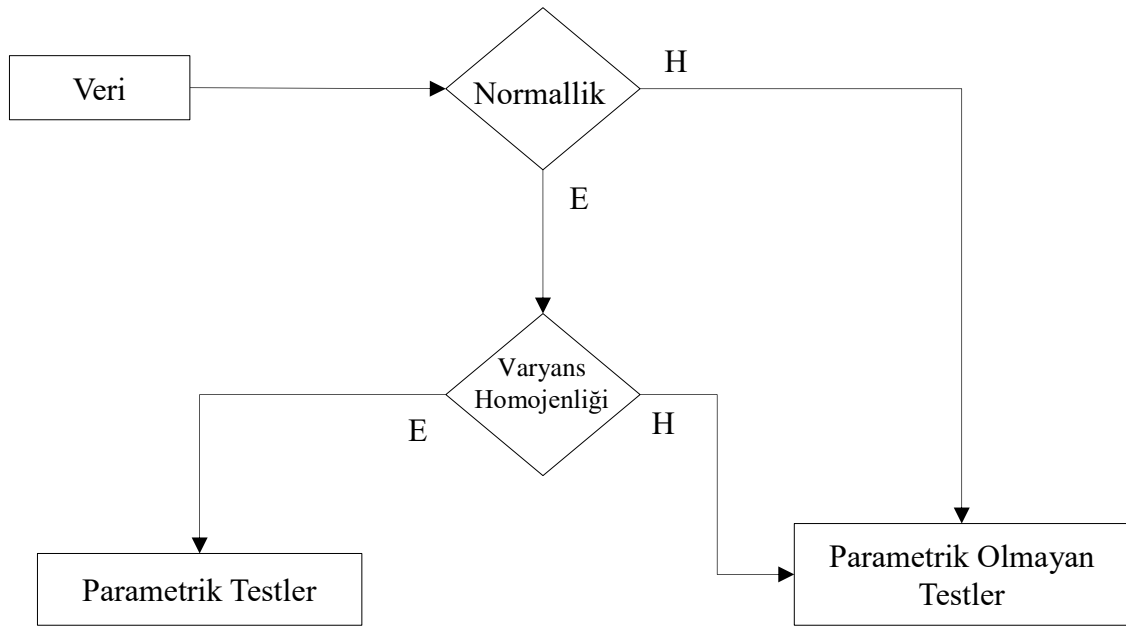 Veri
Normallik
H
E
Varyans
Homojenliği
E
H
Parametrik Testler
Parametrik Olmayan
Testler